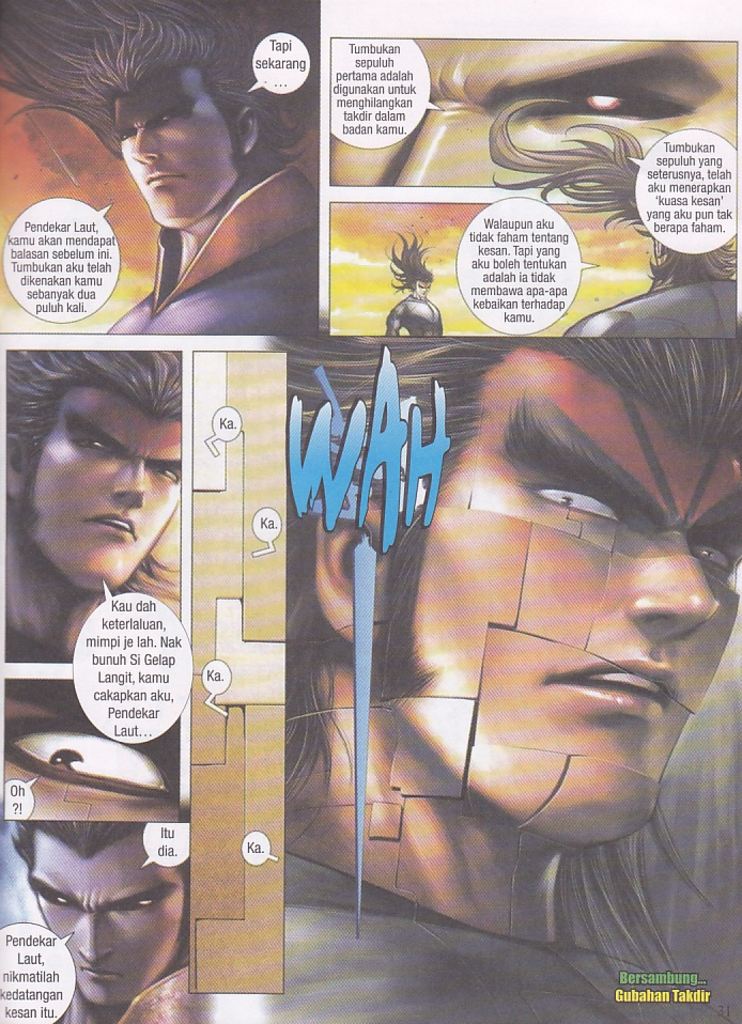 Tapi
sekarang
...
Pendekar Laut,
kamu akan mendapat
balasan sebelum ini.
Tumbukan aku telah
dikenakan kamu
sebanyak dua
puluh kali.
Tumbukan
sepuluh
pertama adalah
digunakan untuk
menghilangkan
takdir dalam
badan kamu.
Tumbukan
sepuluh yang
seterusnya, telah
aku menerapkan
'kuasa kesan'
yang aku pun tak
berapa faham.
Walaupun aku
tidak faham tentang
kesan. Tapi yang
aku boleh tentukan
adalah ia tidak
membawa apa-apa
kebaikan terhadap
kamu.
Kau dah
keterlaluan,
mimpi je lah. Nak
bunuh Si Gelap
Langit, kamu
cakapkan aku,
Pendekar
Laut...
Oh
?!
Itu
dia.
Pendekar
Laut,
nikmatilah
kedatangan
kesan itu.
Ka.
Ka.
Ka.
Ka.
WAH
Bersambung...
Gubahan Takdir
31